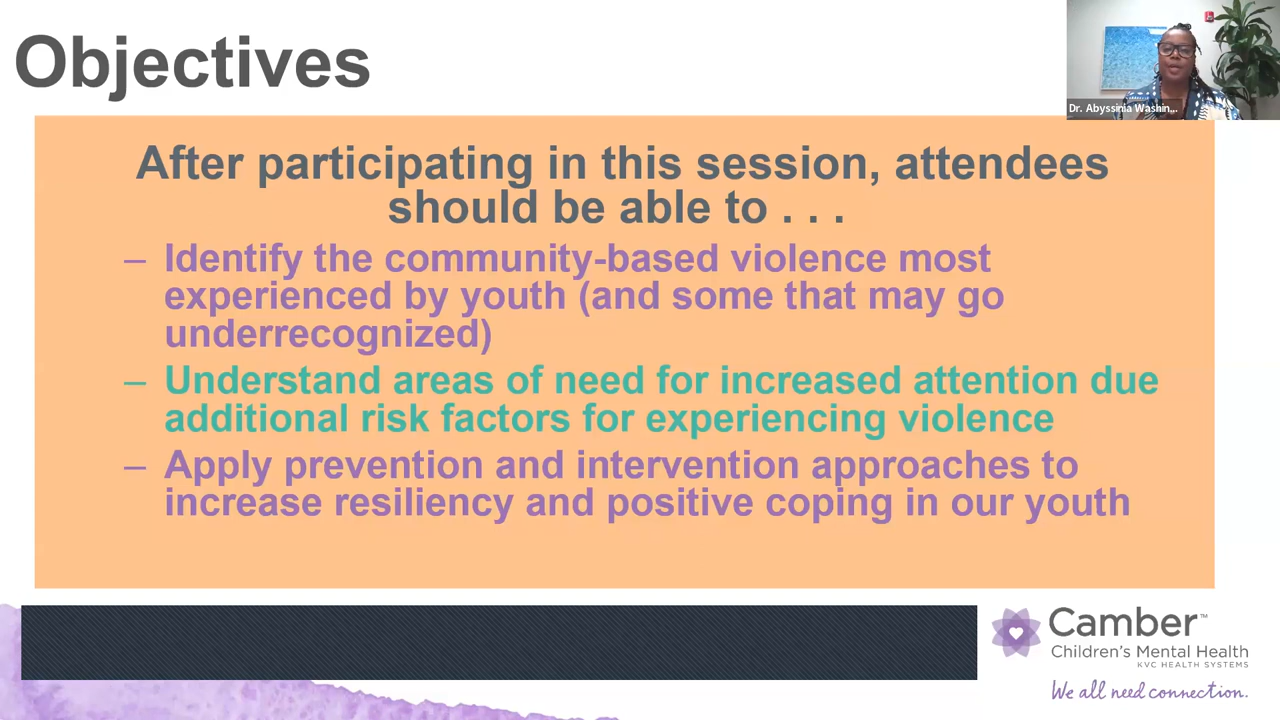 Objectives
Dr. Abyssinia Washin...
After participating in this session, attendees
should be able to . . .
– Identify the community-based violence most
experienced by youth (and some that may go
underrecognized)
– Understand areas of need for increased attention due
additional risk factors for experiencing violence
– Apply prevention and intervention approaches to
increase resiliency and positive coping in our youth
Camber™
Children's Mental Health
KVC HEALTH SYSTEMS
We all need connection.